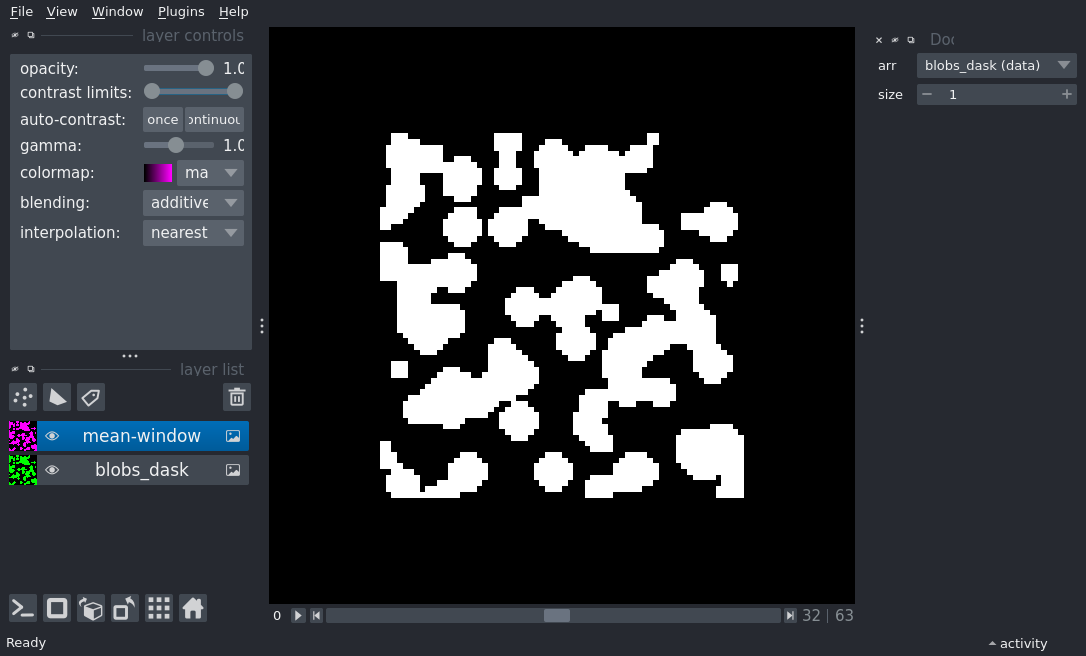 File View Window Plugins Help
layer controls
opacity: 1.0
contrast limits:
auto-contrast: once ontinuou
gamma: 1.0
colormap: ma
blending: additive
interpolation: nearest
layer list
mean-window
blobs_dask
0 32 | 63
Ready
activity
Doc
arr blobs_dask (data)
size 1